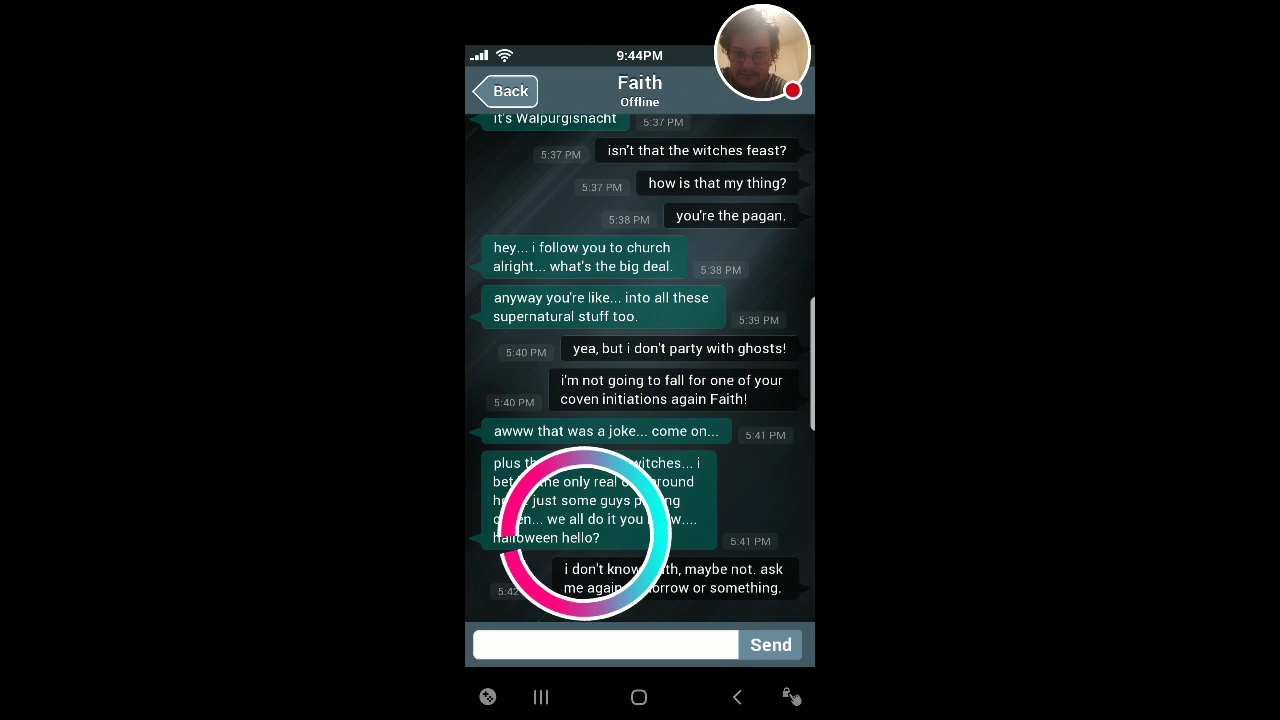 9:44PM
Back
Faith
Offline
it's Walpurgisnacht
5:37 PM
isn't that the witches feast?
5:37 PM
how is that my thing?
5:37 PM
you're the pagan.
5:38 PM
hey... i follow you to church
alright... what's the big deal.
5:38 PM
anyway you're like... into all these
supernatural stuff too.
5:39 PM
yea, but i don't party with ghosts!
5:40 PM
i'm not going to fall for one of your
coven initiations again Faith!
5:40 PM
awww that was a joke... come on...
5:41 PM
plus witches... i
the only real around
just some guys
we all do it you
halloween hello?
5:41 PM
i don't know maybe not. ask
me again or something.
5:42
Send